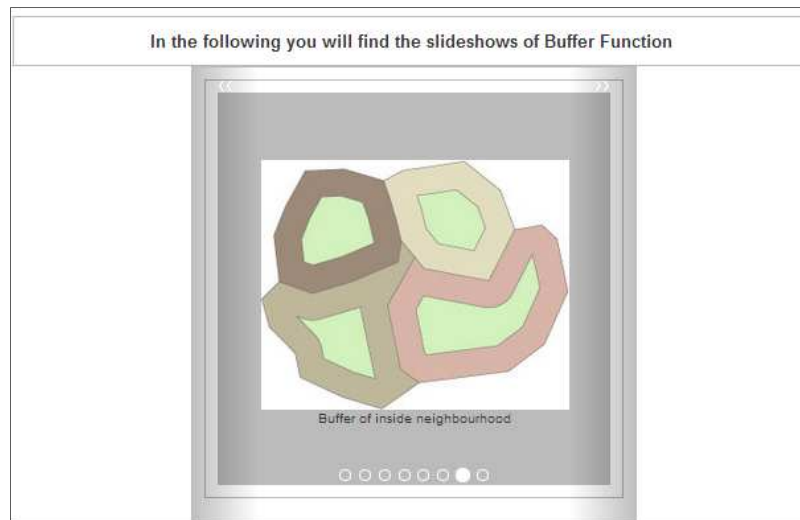 In the following you will find the slideshows of Buffer Function
Buffer of inside neighbourhood